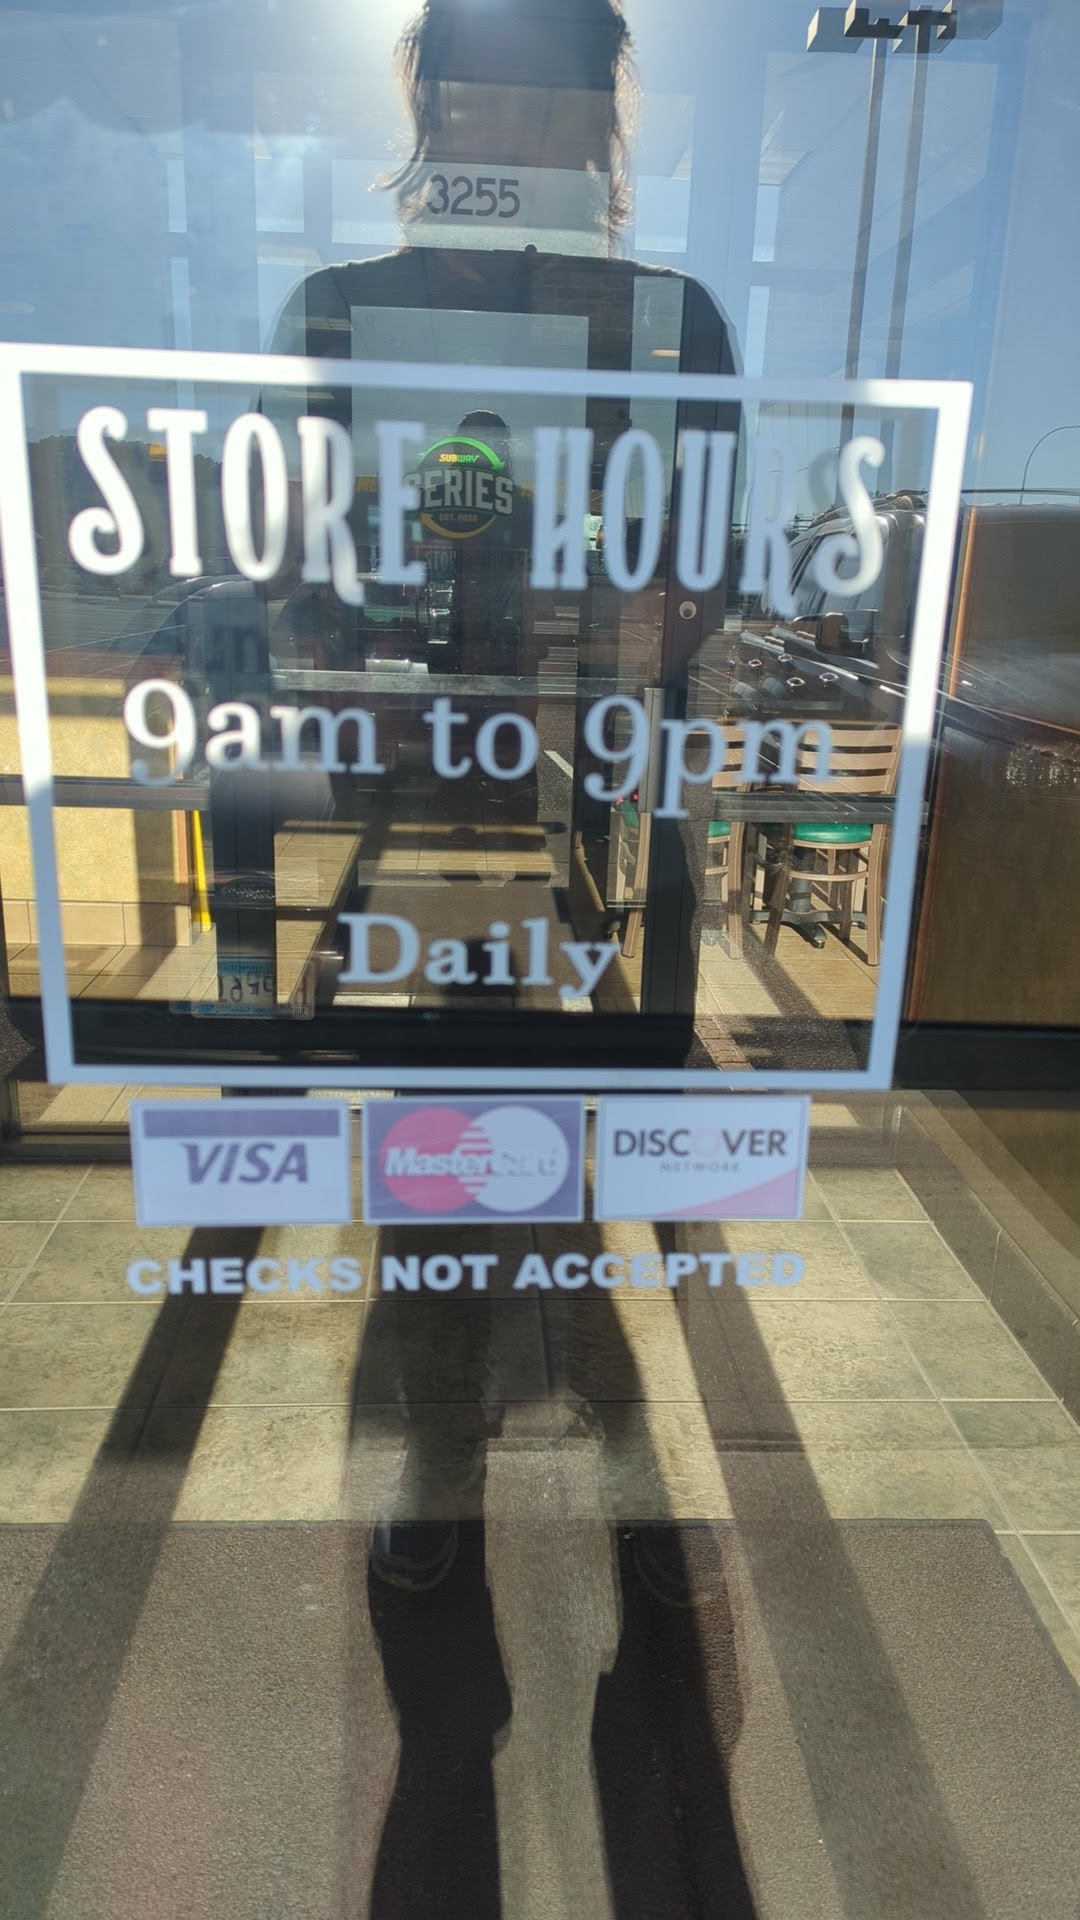 3255
STORE HOURS
SUBWAY
SERIES
EST. 2022
9am to 9pm
Daily
VISA
MasterCard
DISCOVER
NETWORK
CHECKS NOT ACCEPTED